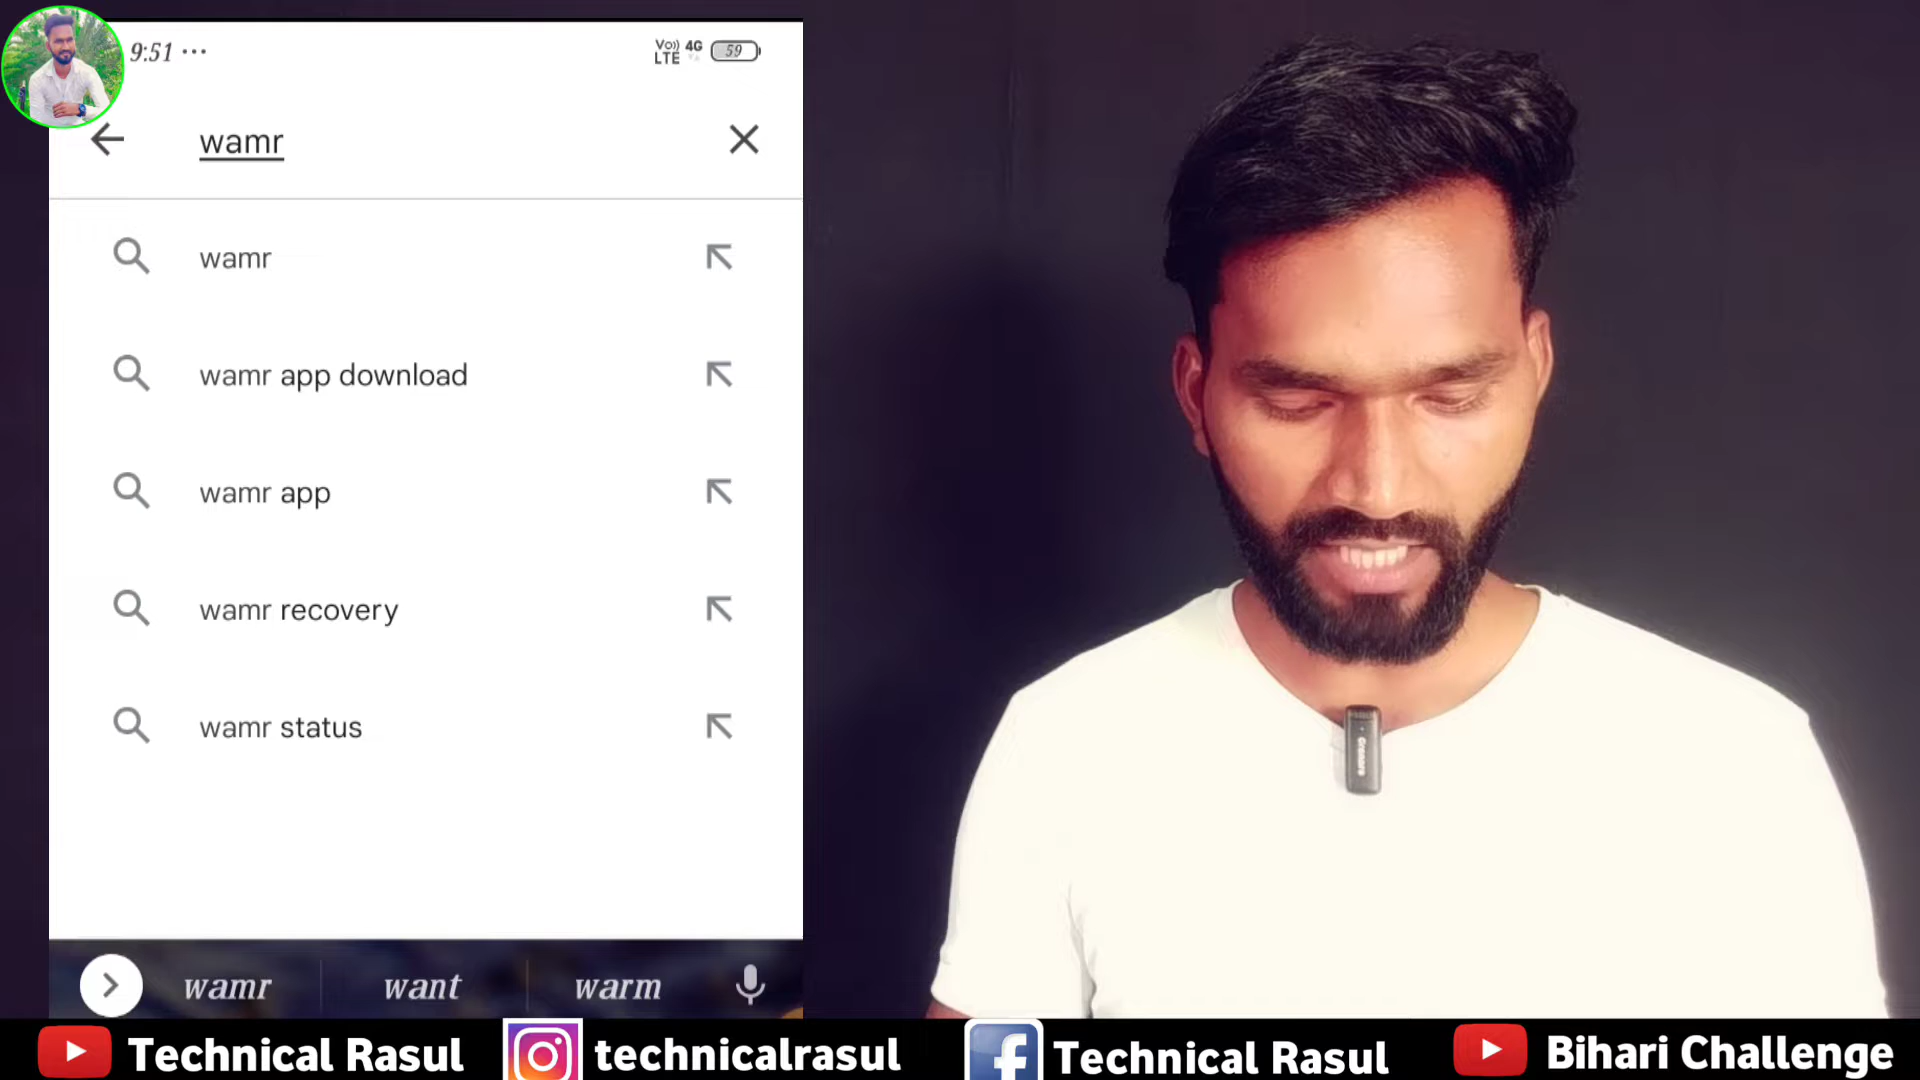 9:51 ...
Vo)) LTE 4G 59
wamr
wamr
wamr app download
wamr app
wamr recovery
wamr status
wamr want warm
Technical Rasul technicalrasul Technical Rasul Bihari Challenge